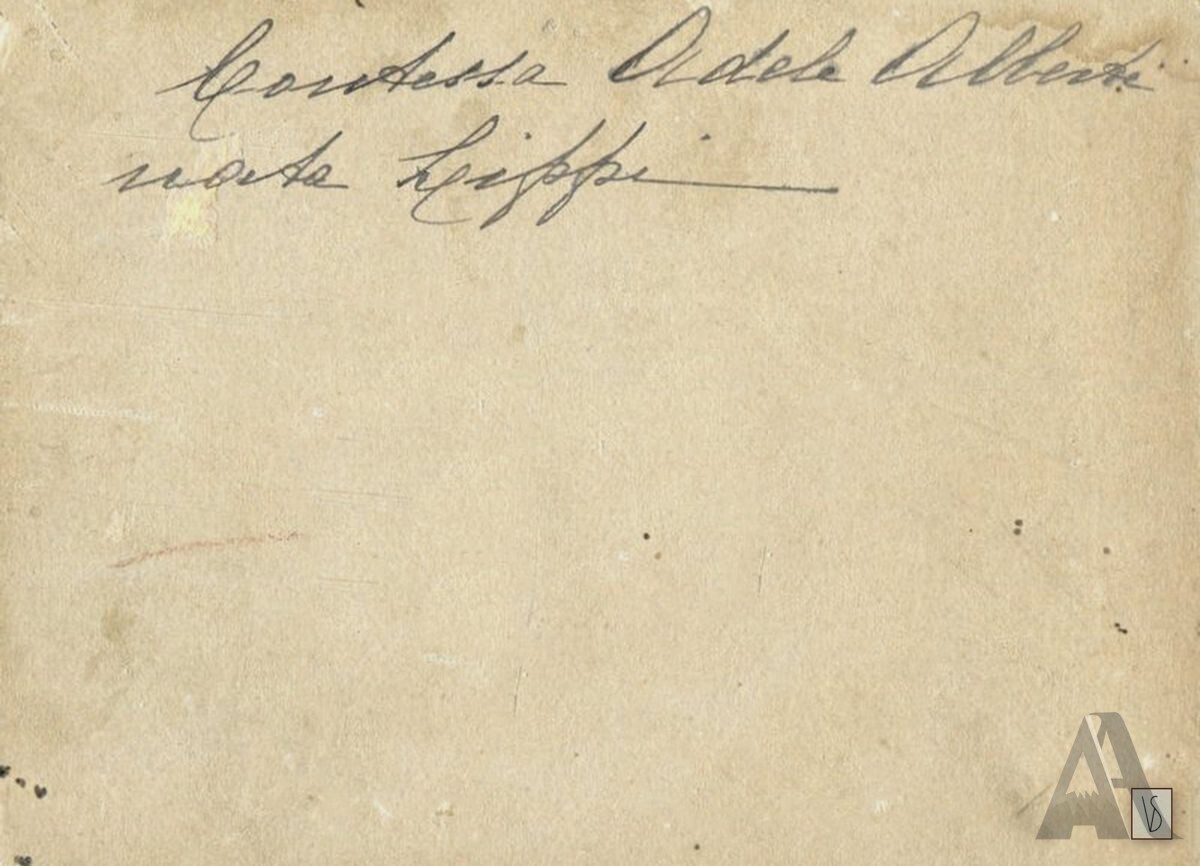 Contessa Adele Alberti
nata Lippi